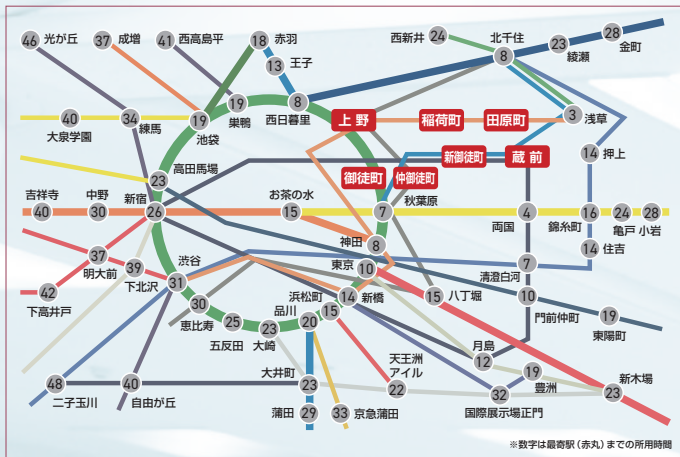 46 光が丘
37 成増
41 西高島平
18 赤羽
13 王子
西新井 24
北千住 8
23 綾瀬
28 金町
40 大泉学園
34 練馬
19 池袋
19 巣鴨
8 西日暮里
上野
稲荷町
田原町
3 浅草
23 高田馬場
新御徒町
蔵前
14 押上
御徒町
仲御徒町
吉祥寺 40
中野 30
新宿 26
お茶の水 15
7 秋葉原
4 両国
16 錦糸町
24 亀戸
28 小岩
神田 8
37 明大前
39 下北沢
渋谷 31
東京 10
7 清澄白河
14 住吉
42 下高井戸
30 恵比寿
25 五反田
23 大崎
品川 20
浜松町 15
14 新橋
15 八丁堀
10 門前仲町
19 東陽町
月島 12
48 二子玉川
40 自由が丘
大井町 23
天王洲
アイル
22
32 国際展示場正門
19 豊洲
新木場 23
蒲田 29
33 京急蒲田
※数字は最寄駅（赤丸）までの所用時間